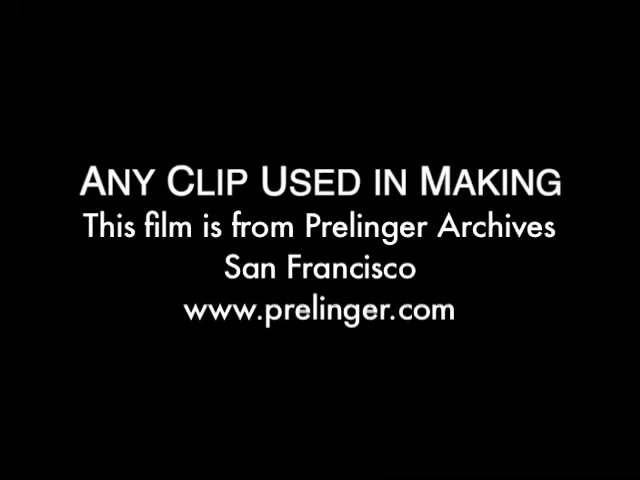 ANY CLIP USED IN MAKING
This film is from Prelinger Archives
San Francisco
www.prelinger.com